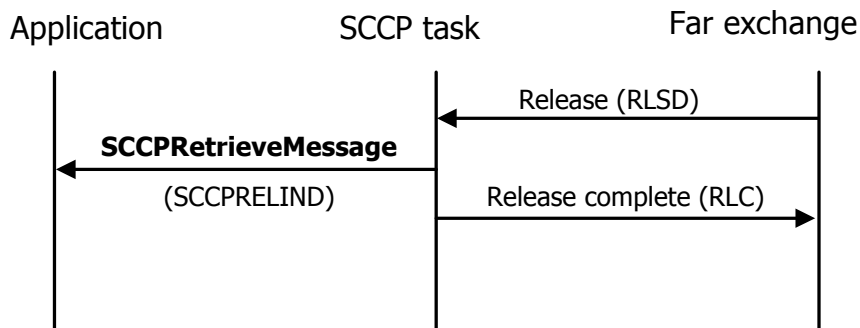 Application
SCCP task
Far exchange
Release (RLSD)
SCCPRetrieveMessage
(SCCPRELIND)
Release complete (RLC)